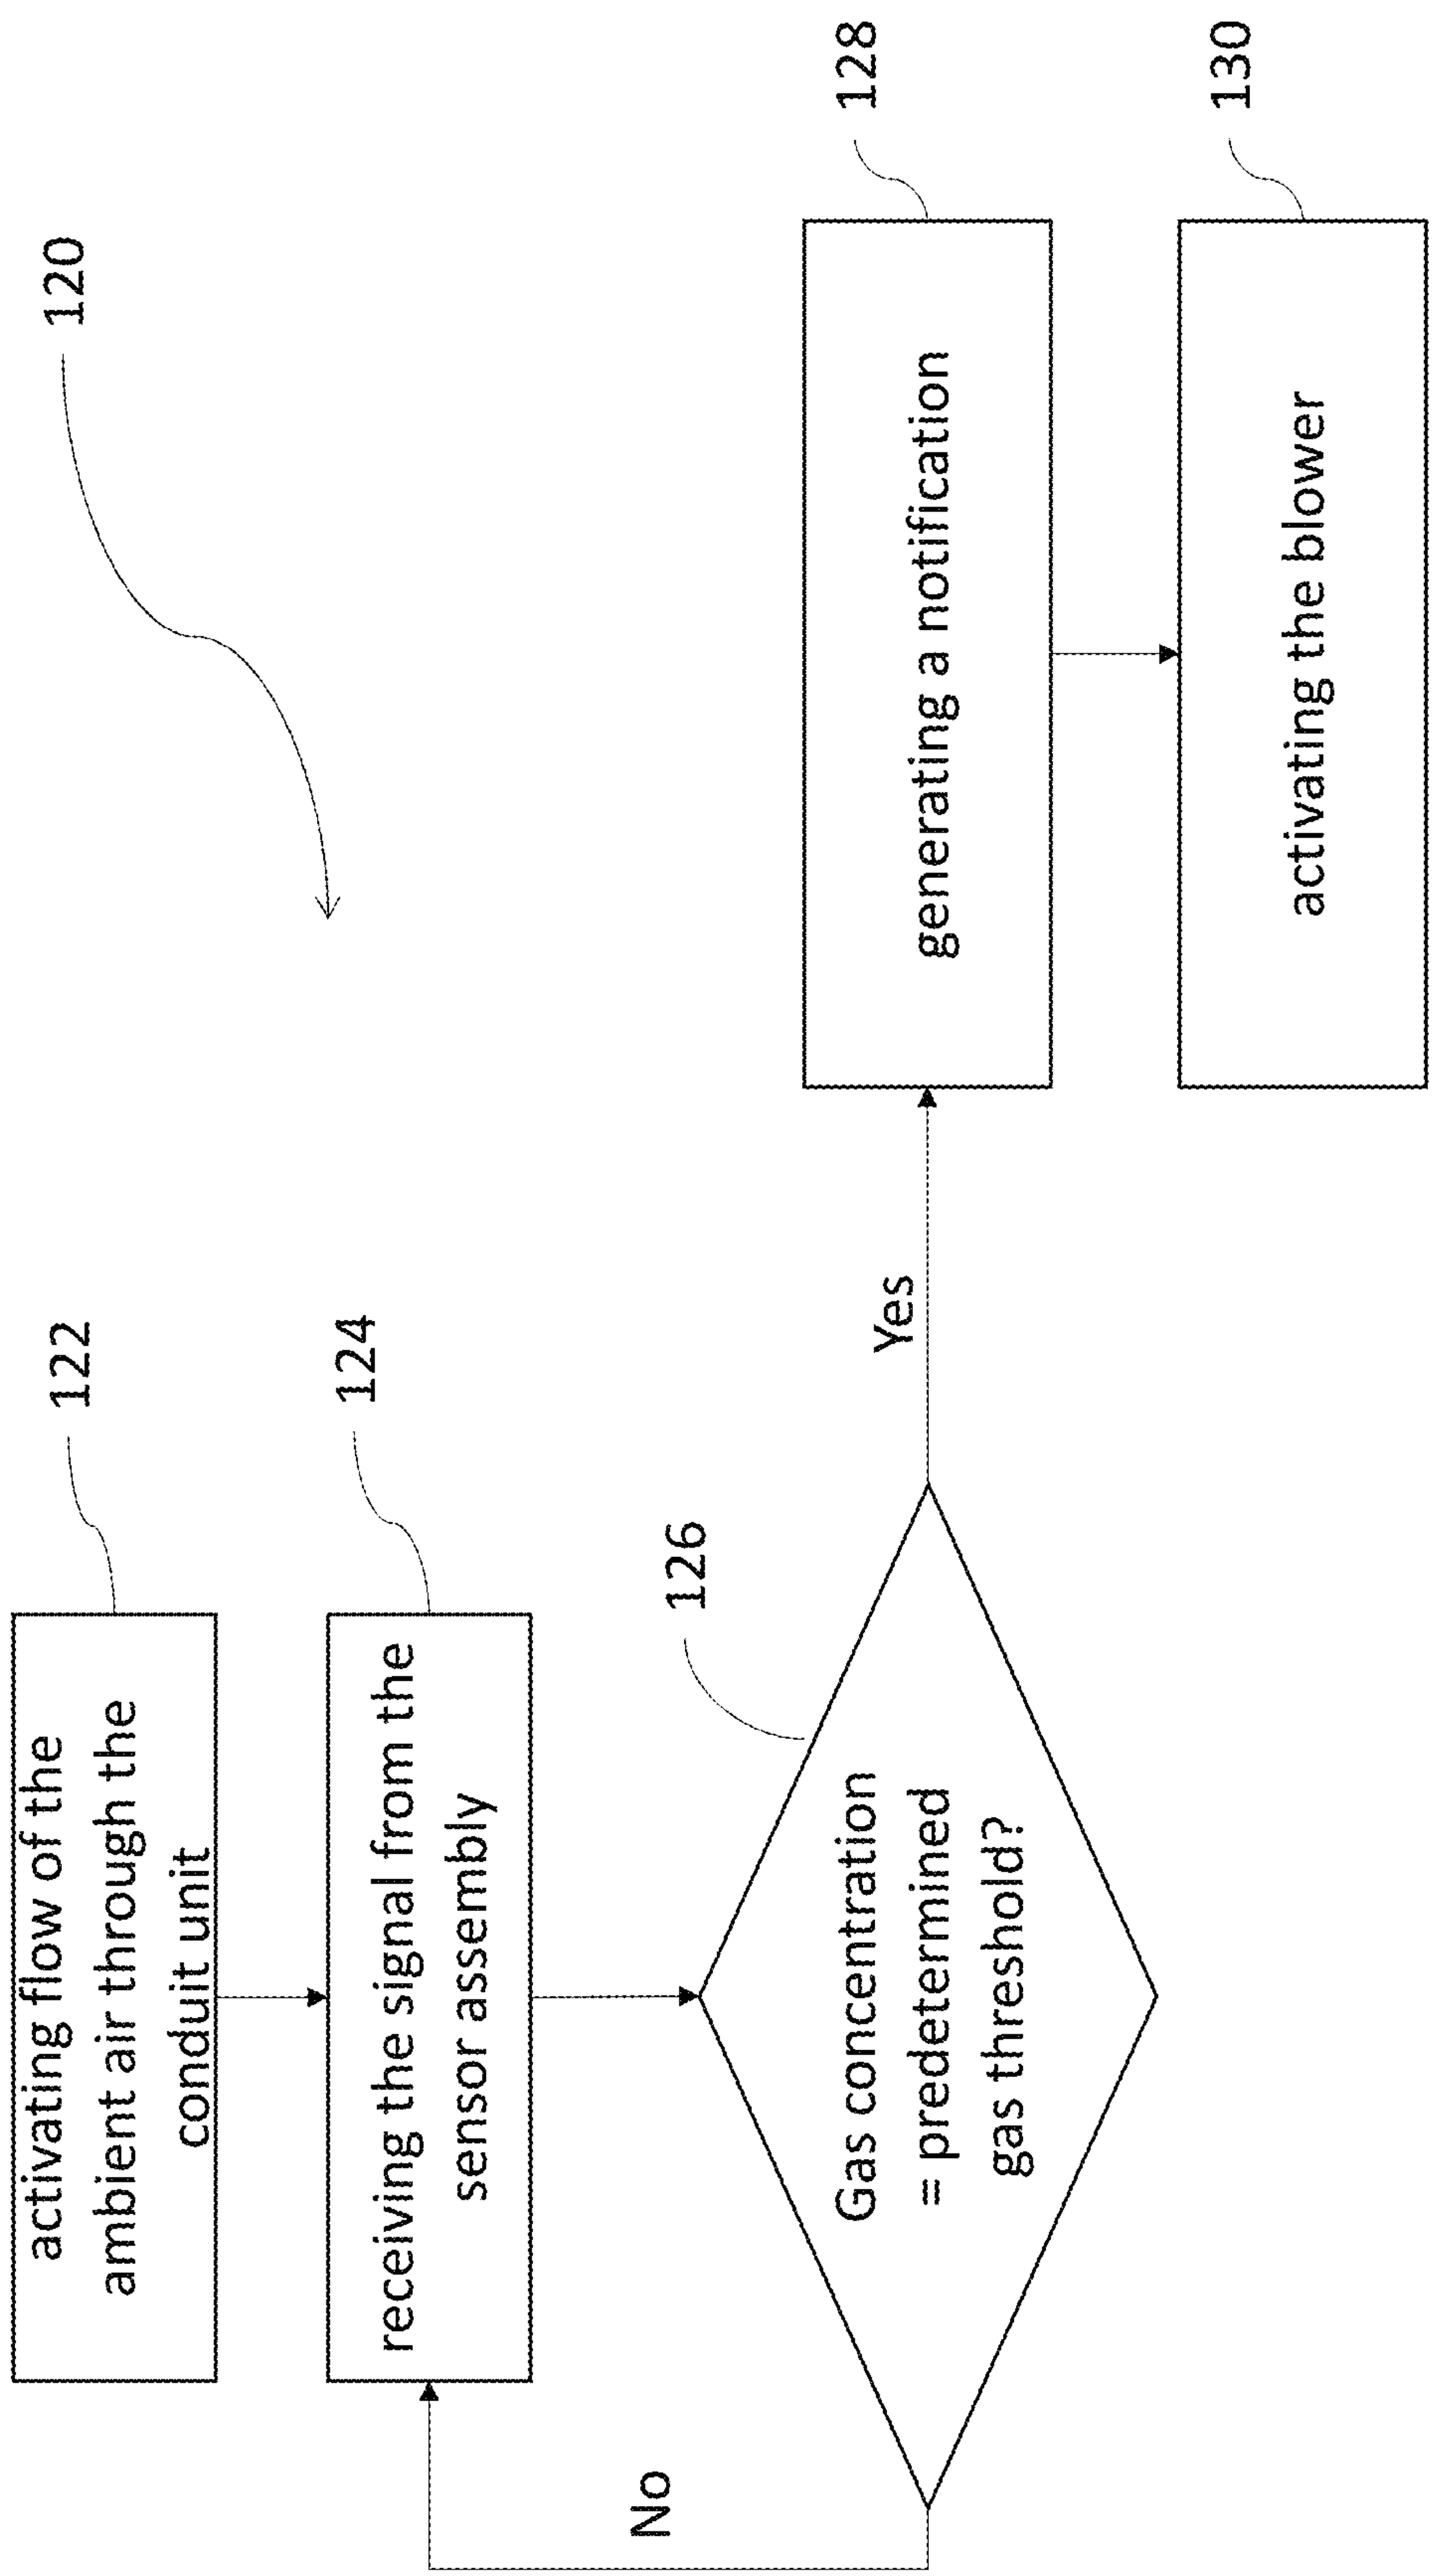 120
122
activating flow of the
ambient air through the
conduit unit
124
receiving the signal from the
sensor assembly
126
Gas concentration
= predetermined
gas threshold?
No
Yes
128
generating a notification
130
activating the blower